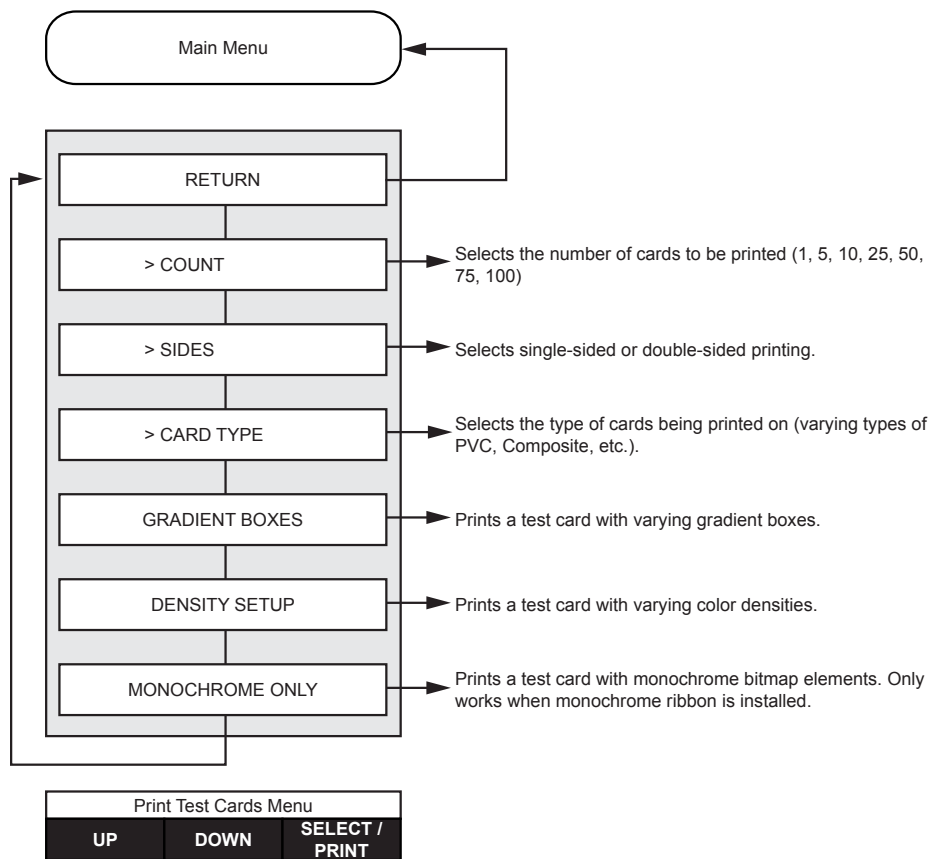 Main Menu
RETURN
> COUNT
Selects the number of cards to be printed (1, 5, 10, 25, 50,
75, 100)
> SIDES
Selects single-sided or double-sided printing.
> CARD TYPE
Selects the type of cards being printed on (varying types of
PVC, Composite, etc.).
GRADIENT BOXES
Prints a test card with varying gradient boxes.
DENSITY SETUP
Prints a test card with varying color densities.
MONOCHROME ONLY
Prints a test card with monochrome bitmap elements. Only
works when monochrome ribbon is installed.
Print Test Cards Menu
UP
DOWN
SELECT /
PRINT